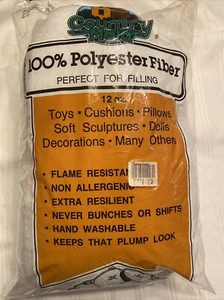 Country
100% Polyester Fiber
PERFECT FOR FILLING
12 oz.
Toys • Cushions • Pillows
Soft Sculptures • Dolls
Decorations • Many Others
• FLAME RESISTANT
• NON ALLERGENIC
• EXTRA RESILIENT
• NEVER BUNCHES OR SHIFTS
• HAND WASHABLE
• KEEPS THAT PLUMP LOOK